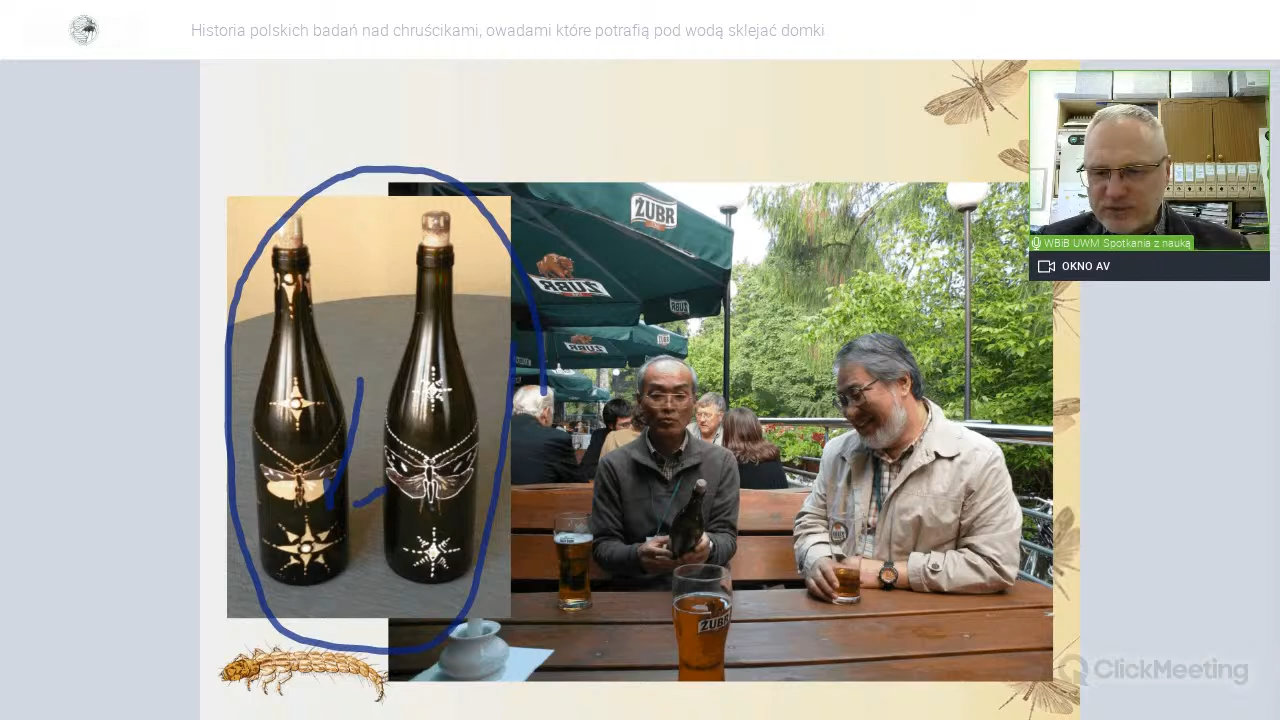 Historia polskich badań nad chruścikami, owadami które potrafią pod wodą sklejać domki
WBiB UWM Spotkania z nauką
OKNO AV
ŻUBR
ŻUBR
ŻUBR
ŻUBR
ŻUBR
ClickMeeting